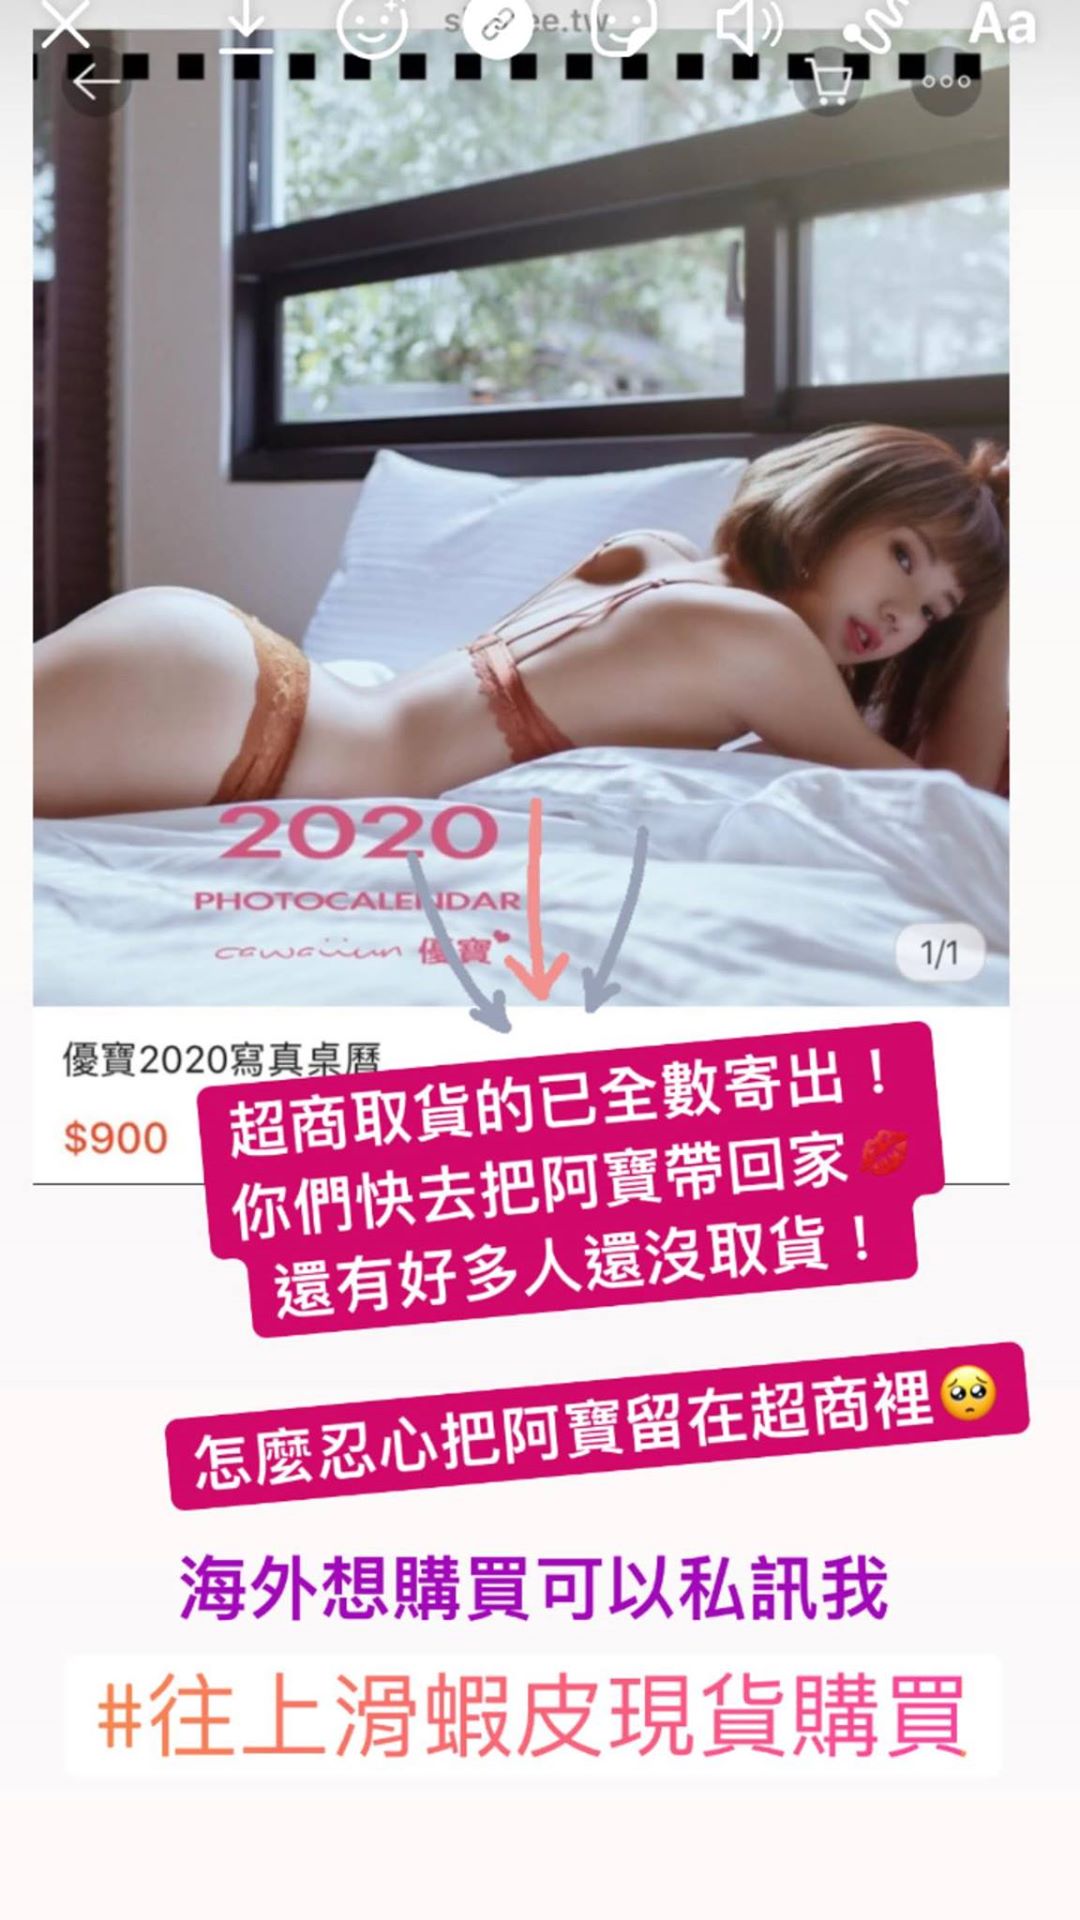 Aa
2020
PHOTOCALENDAR
cawaiiun 優寶
1/1
優寶2020寫真桌曆
$900
超商取貨的已全數寄出！
你們快去把阿寶帶回家💋
還有好多人還沒取貨！
怎麼忍心把阿寶留在超商裡🥺
海外想購買可以私訊我
#往上滑蝦皮現貨購買